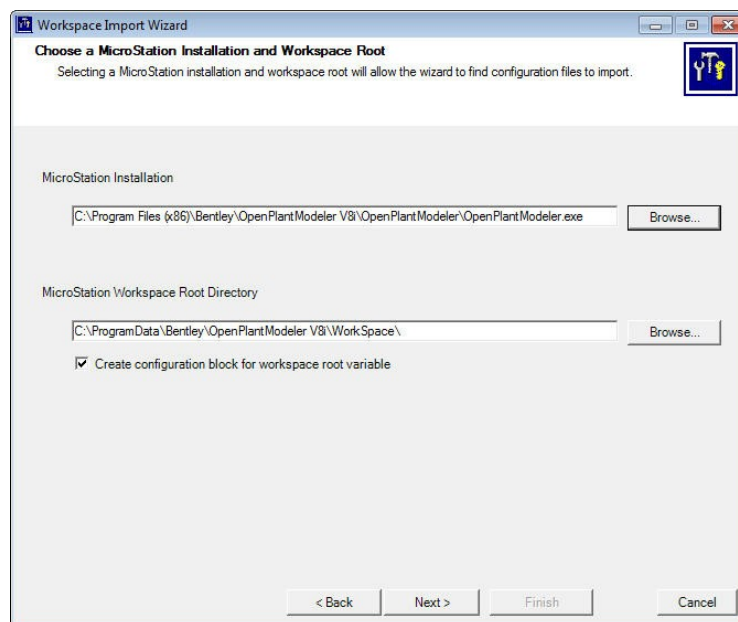 Workspace Import Wizard
Choose a MicroStation Installation and Workspace Root
Selecting a MicroStation installation and workspace root will allow the wizard to find configuration files to import.
MicroStation Installation
C:\Program Files (x86)\Bentley\OpenPlantModeler V8i\OpenPlantModeler\OpenPlantModeler.exe
Browse...
MicroStation Workspace Root Directory
C:\ProgramData\Bentley\OpenPlantModeler V8i\WorkSpace\
Browse...
Create configuration block for workspace root variable
< Back
Next >
Finish
Cancel